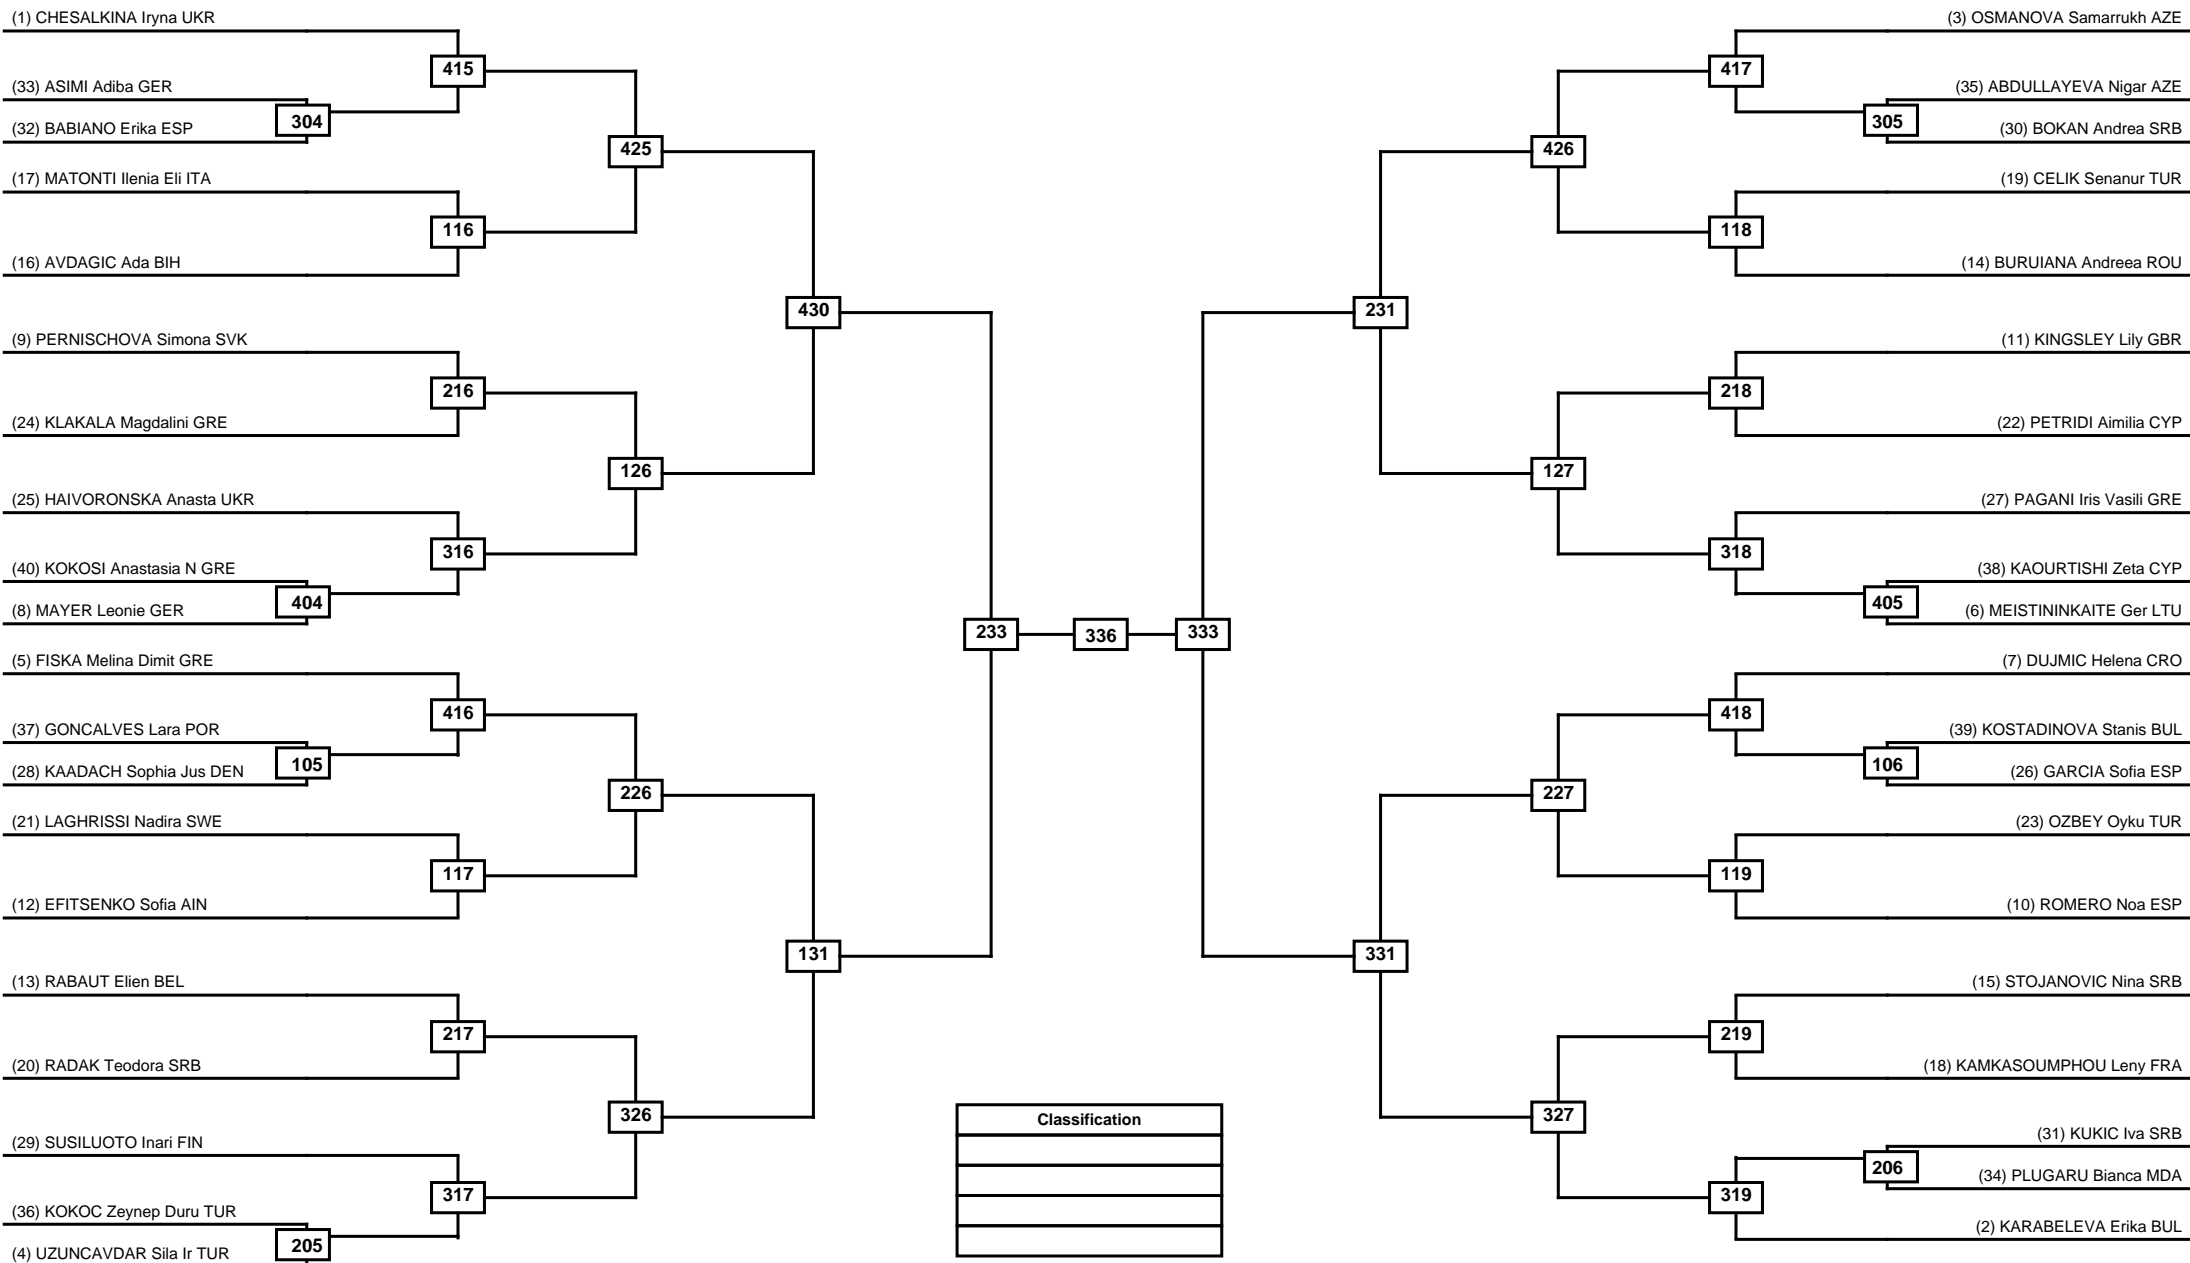 (1) CHESALKINA Iryna UKR
415
(33) ASIMI Adiba GER
304
(32) BABIANO Erika ESP
425
(17) MATONTI Ilenia Eli ITA
116
(16) AVDAGIC Ada BIH
430
(9) PERNISCHOVA Simona SVK
216
(24) KLAKALA Magdalini GRE
126
(25) HAIVORONSKA Anasta UKR
316
(40) KOKOSI Anastasia N GRE
404
(8) MAYER Leonie GER
233
336
333
(5) FISKA Melina Dimit GRE
416
(37) GONCALVES Lara POR
105
(28) KAADACH Sophia Jus DEN
226
(21) LAGHRISSI Nadira SWE
117
(12) EFITSENKO Sofia AIN
131
(13) RABAUT Elien BEL
217
(20) RADAK Teodora SRB
326
(29) SUSILUOTO Inari FIN
317
(36) KOKOC Zeynep Duru TUR
205
(4) UZUNCAVDAR Sila Ir TUR
(3) OSMANOVA Samarrukh AZE
417
(35) ABDULLAYEVA Nigar AZE
305
(30) BOKAN Andrea SRB
426
(19) CELIK Senanur TUR
118
(14) BURUIANA Andreea ROU
231
(11) KINGSLEY Lily GBR
218
(22) PETRIDI Aimilia CYP
127
(27) PAGANI Iris Vasili GRE
318
(38) KAOURTISHI Zeta CYP
405
(6) MEISTININKAITE Ger LTU
(7) DUJMIC Helena CRO
418
(39) KOSTADINOVA Stanis BUL
106
(26) GARCIA Sofia ESP
227
(23) OZBEY Oyku TUR
119
(10) ROMERO Noa ESP
331
(15) STOJANOVIC Nina SRB
219
(18) KAMKASOUMPHOU Leny FRA
327
(31) KUKIC Iva SRB
206
(34) PLUGARU Bianca MDA
319
(2) KARABELEVA Erika BUL
Classification